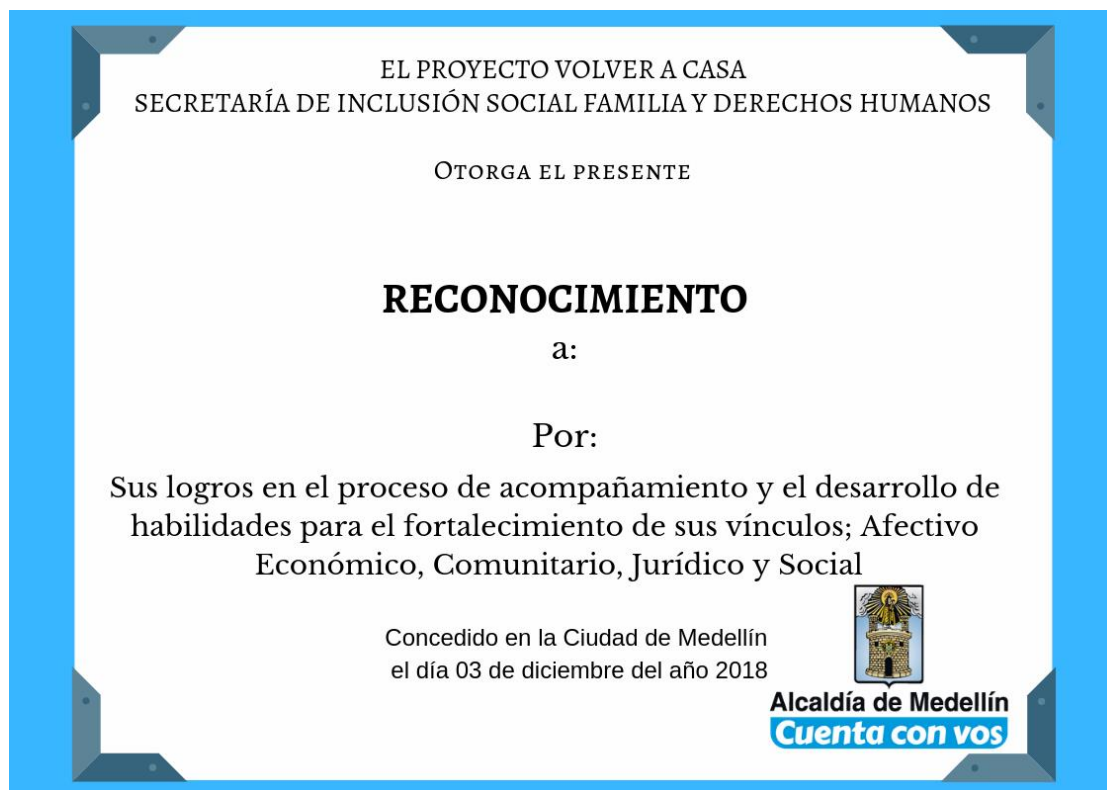 EL PROYECTO VOLVER A CASA
SECRETARÍA DE INCLUSIÓN SOCIAL FAMILIA Y DERECHOS HUMANOS
OTORGA EL PRESENTE
RECONOCIMIENTO
a:
Por:
Sus logros en el proceso de acompañamiento y el desarrollo de
habilidades para el fortalecimiento de sus vínculos; Afectivo
Económico, Comunitario, Jurídico y Social
Concedido en la Ciudad de Medellín
el día 03 de diciembre del año 2018
Alcaldía de Medellín
Cuenta con vos